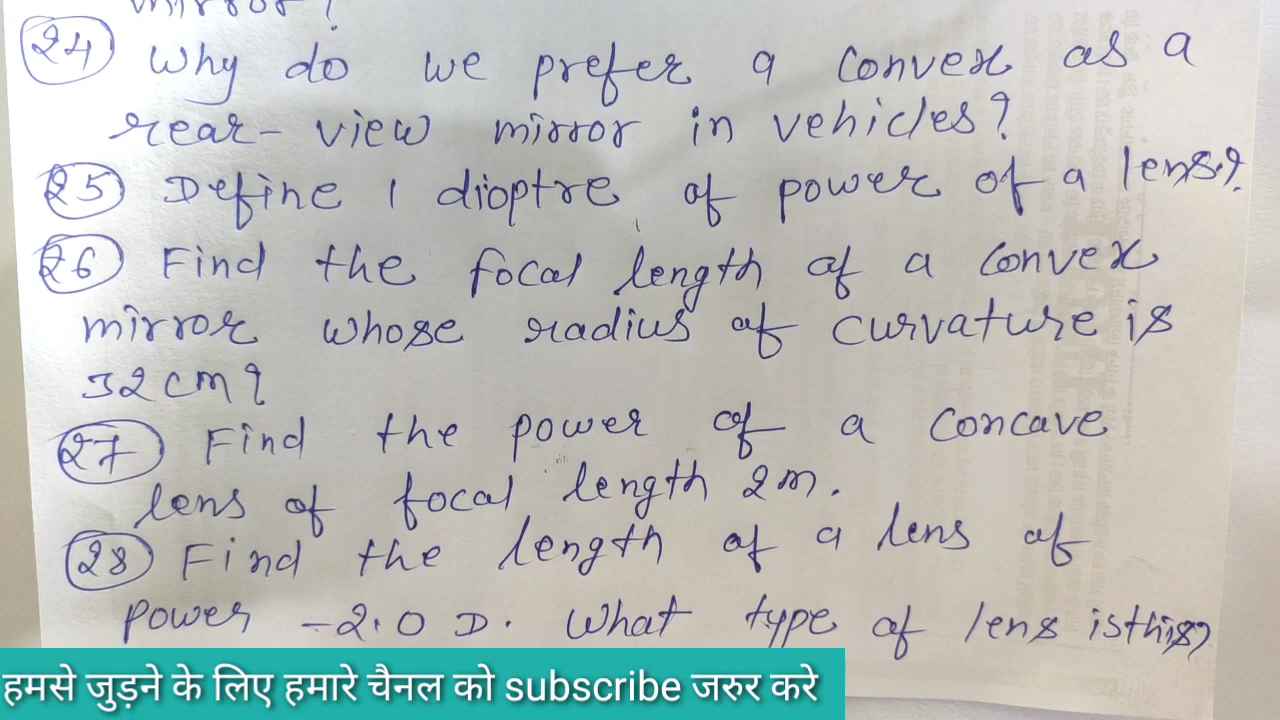 mirror?
24 Why do we prefer a convex as a
rear-view mirror in vehicles?
25 Define 1 dioptre of power of a lens.?
26 Find the focal length of a convex
mirror whose radius of curvature is
32 cm?
27 Find the power of a concave
lens of focal length 2m.
28 Find the length of a lens of
power -2.0 D. What type of lens is this?
हमसे जुड़ने के लिए हमारे चैनल को subscribe जरुर करे